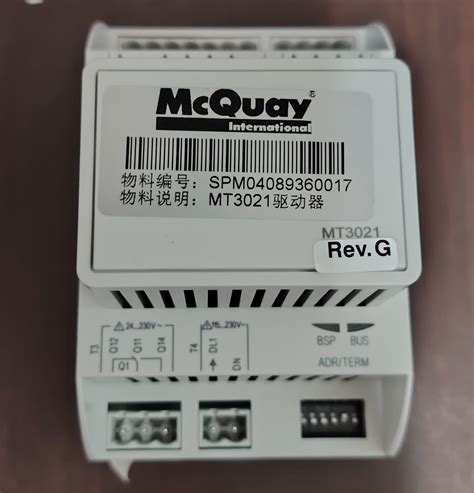 McQuay®
International
物料编号: SPM04089360017
物料说明: MT3021驱动器
MT3021
Rev.G
24...230V~
115...230V~
T3
Q12
Q11
Q14
T4
DL1
DN
Q1
BSP
BUS
ADR/TERM